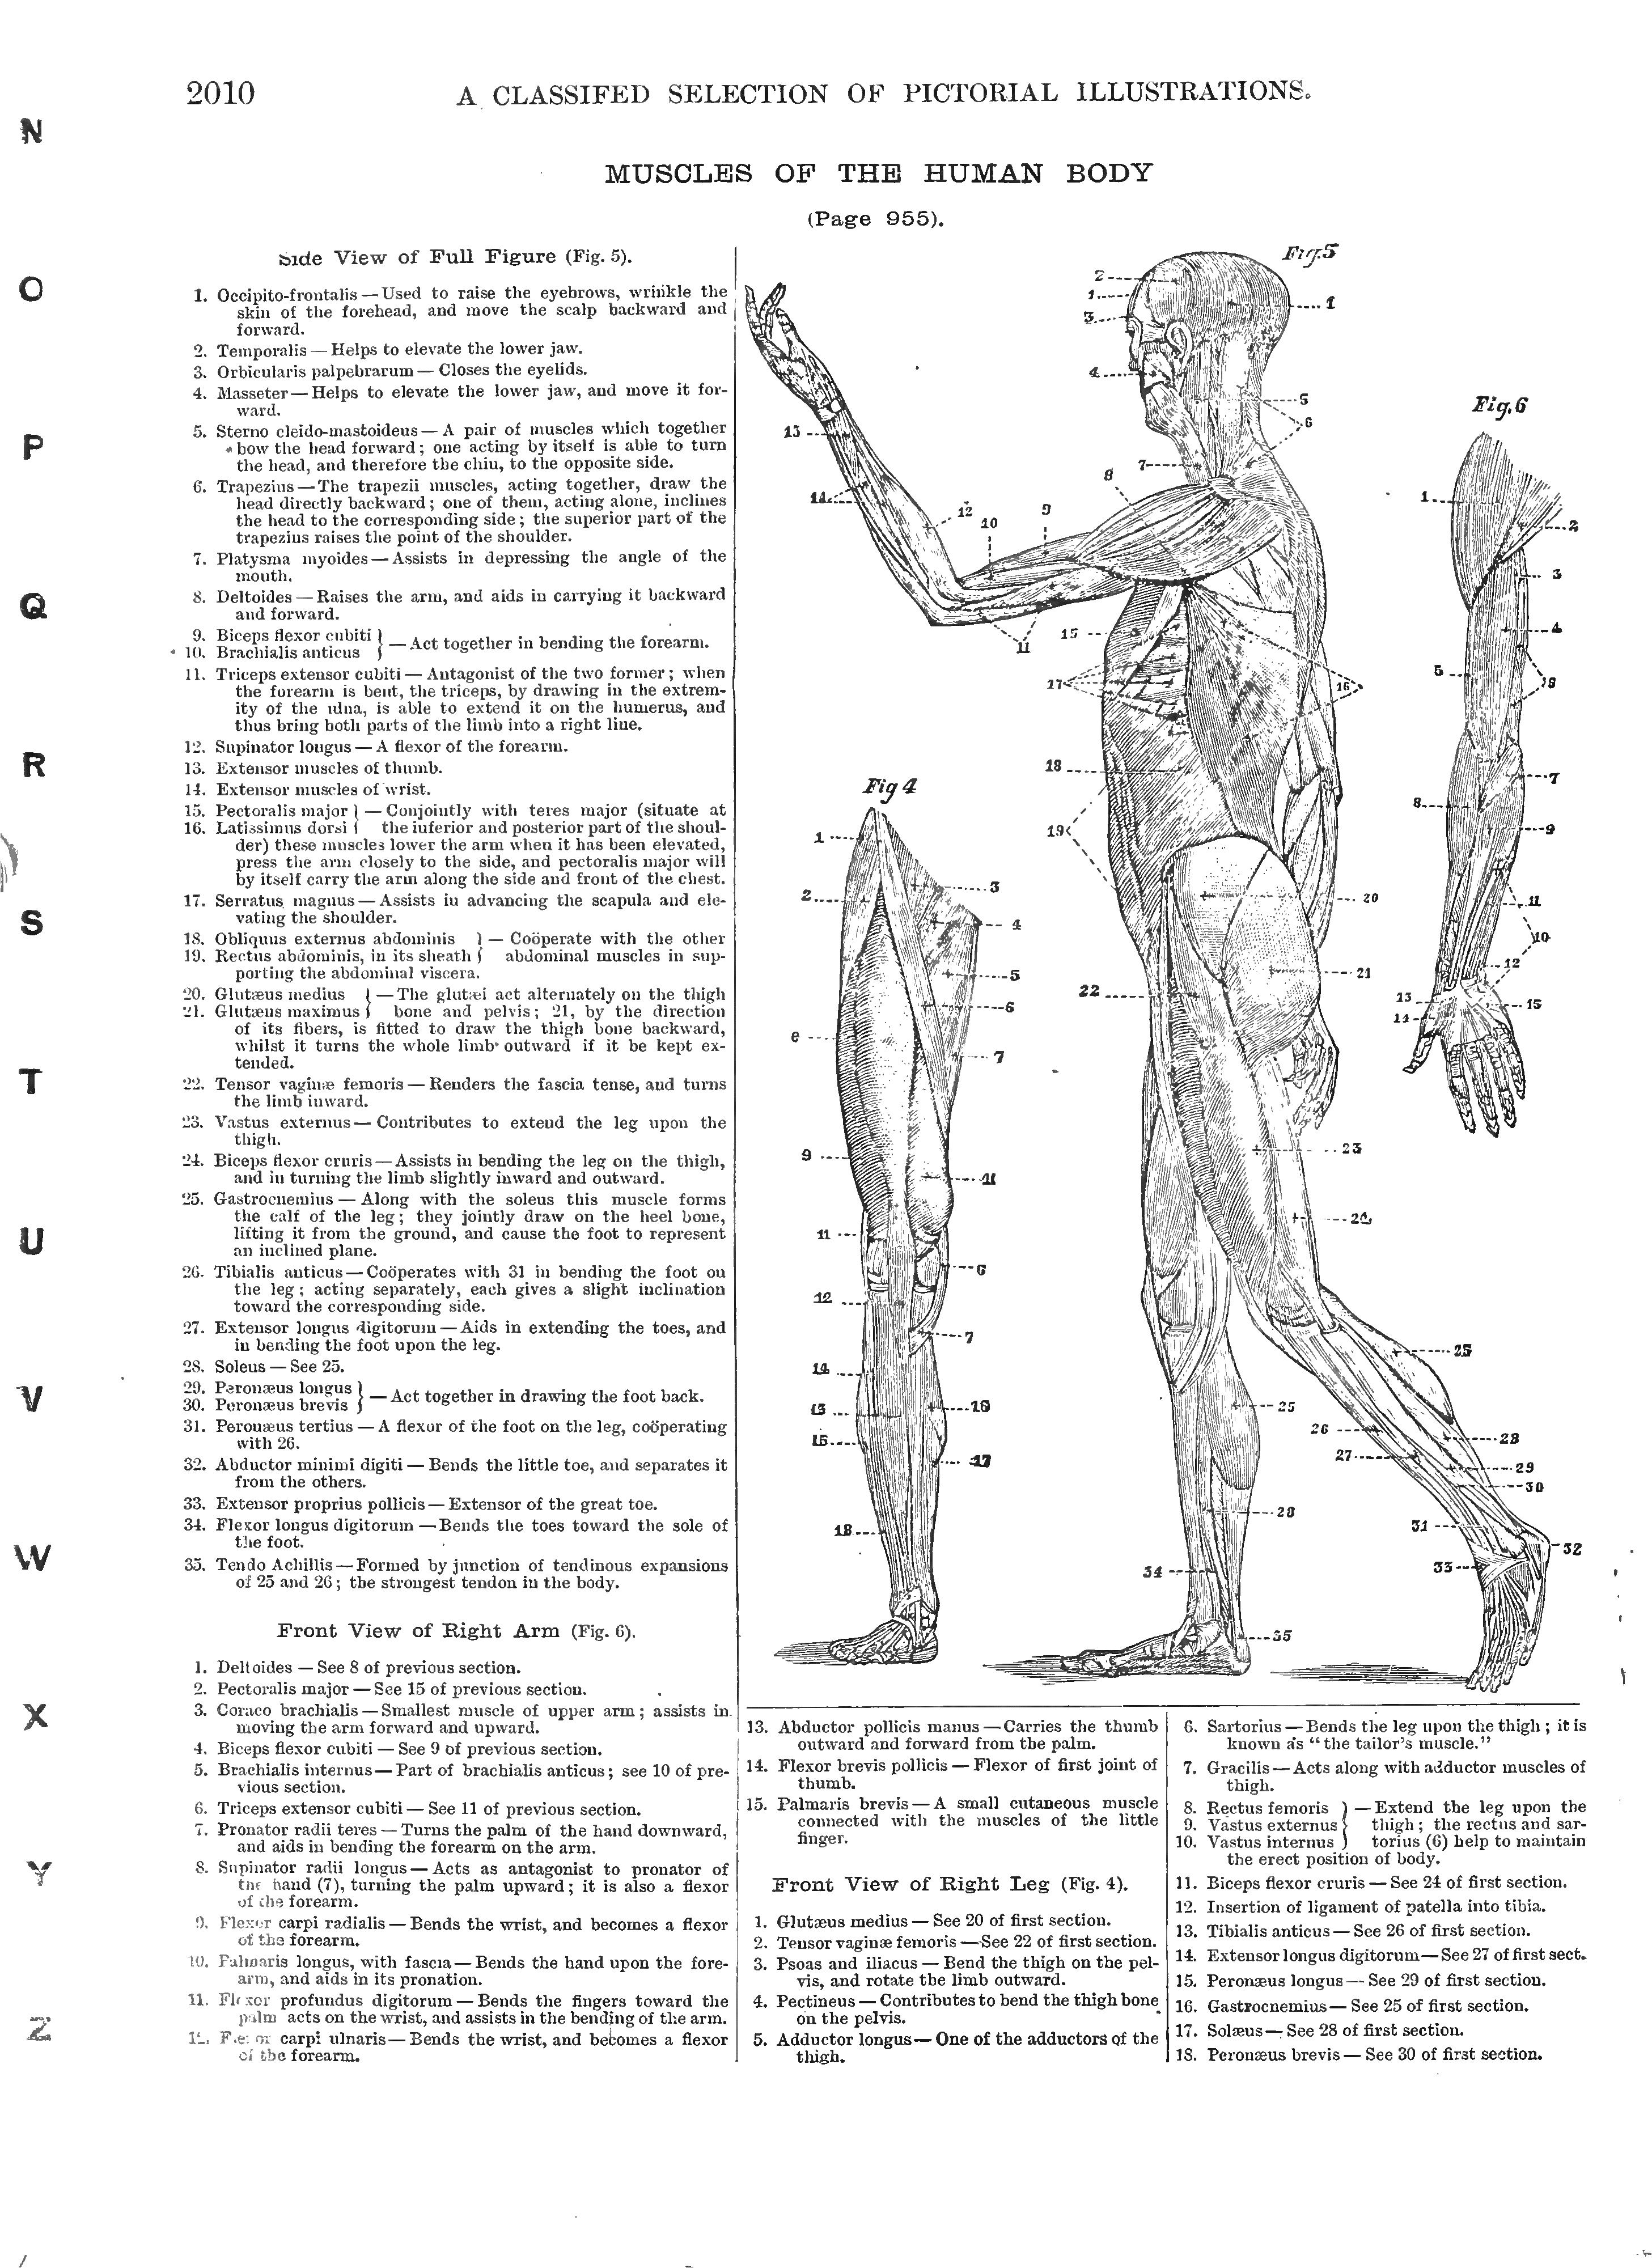 2010
A CLASSIFED SELECTION OF PICTORIAL ILLUSTRATIONS.
MUSCLES OF THE HUMAN BODY
(Page 955).
Side View of Full Figure (Fig. 5).
1. Occipito-frontalis — Used to raise the eyebrows, wrinkle the
skin of the forehead, and move the scalp backward and
forward.
2. Temporalis — Helps to elevate the lower jaw.
3. Orbicularis palpebrarum — Closes the eyelids.
4. Masseter — Helps to elevate the lower jaw, and move it for-
ward.
5. Sterno cleido-mastoideus — A pair of muscles which together
bow the head forward; one acting by itself is able to turn
the head, and therefore the chin, to the opposite side.
6. Trapezius — The trapezii muscles, acting together, draw the
head directly backward; one of them, acting alone, inclines
the head to the corresponding side; the superior part of the
trapezius raises the point of the shoulder.
7. Platysma myoides — Assists in depressing the angle of the
mouth.
8. Deltoides — Raises the arm, and aids in carrying it backward
and forward.
9. Biceps flexor cubiti
10. Brachialis anticus } — Act together in bending the forearm.
11. Triceps extensor cubiti — Antagonist of the two former; when
the forearm is bent, the triceps, by drawing in the extrem-
ity of the ulna, is able to extend it on the humerus, and
thus bring both parts of the limb into a right line.
12. Supinator longus — A flexor of the forearm.
13. Extensor muscles of thumb.
14. Extensor muscles of wrist.
15. Pectoralis major } — Conjointly with teres major (situate at
16. Latissimus dorsi } the inferior and posterior part of the shoul-
der) these muscles lower the arm when it has been elevated,
press the arm closely to the side, and pectoralis major will
by itself carry the arm along the side and front of the chest.
17. Serratus magnus — Assists in advancing the scapula and ele-
vating the shoulder.
18. Obliquus externus abdominis } — Coöperate with the other
19. Rectus abdominis, in its sheath } abdominal muscles in sup-
porting the abdominal viscera.
20. Glutæus medius } — The glutæi act alternately on the thigh
21. Glutæus maximus } bone and pelvis; 21, by the direction
of its fibers, is fitted to draw the thigh bone backward,
whilst it turns the whole limb outward if it be kept ex-
tended.
22. Tensor vaginæ femoris — Renders the fascia tense, and turns
the limb inward.
23. Vastus externus — Contributes to extend the leg upon the
thigh.
24. Biceps flexor cruris — Assists in bending the leg on the thigh,
and in turning the limb slightly inward and outward.
25. Gastrocnemius — Along with the soleus this muscle forms
the calf of the leg; they jointly draw on the heel bone,
lifting it from the ground, and cause the foot to represent
an inclined plane.
26. Tibialis anticus — Coöperates with 31 in bending the foot on
the leg; acting separately, each gives a slight inclination
toward the corresponding side.
27. Extensor longus digitorum — Aids in extending the toes, and
in bending the foot upon the leg.
28. Soleus — See 25.
29. Peronæus longus
30. Peronæus brevis } — Act together in drawing the foot back.
31. Peronæus tertius — A flexor of the foot on the leg, coöperating
with 26.
32. Abductor minimi digiti — Bends the little toe, and separates it
from the others.
33. Extensor proprius pollicis — Extensor of the great toe.
34. Flexor longus digitorum — Bends the toes toward the sole of
the foot.
35. Tendo Achillis — Formed by junction of tendinous expansions
of 25 and 26; the strongest tendon in the body.
Front View of Right Arm (Fig. 6).
1. Deltoides — See 8 of previous section.
2. Pectoralis major — See 15 of previous section.
3. Coraco brachialis — Smallest muscle of upper arm; assists in
moving the arm forward and upward.
4. Biceps flexor cubiti — See 9 of previous section.
5. Brachialis internus — Part of brachialis anticus; see 10 of pre-
vious section.
6. Triceps extensor cubiti — See 11 of previous section.
7. Pronator radii teres — Turns the palm of the hand downward,
and aids in bending the forearm on the arm.
8. Supinator radii longus — Acts as antagonist to pronator of
the hand (7), turning the palm upward; it is also a flexor
of the forearm.
9. Flexor carpi radialis — Bends the wrist, and becomes a flexor
of the forearm.
10. Palmaris longus, with fascia — Bends the hand upon the fore-
arm, and aids in its pronation.
11. Flexor profundus digitorum — Bends the fingers toward the
palm acts on the wrist, and assists in the bending of the arm.
12. Flexor carpi ulnaris — Bends the wrist, and becomes a flexor
of the forearm.
13. Abductor pollicis manus — Carries the thumb
outward and forward from the palm.
14. Flexor brevis pollicis — Flexor of first joint of
thumb.
15. Palmaris brevis — A small cutaneous muscle
connected with the muscles of the little
finger.
Front View of Right Leg (Fig. 4).
1. Glutæus medius — See 20 of first section.
2. Tensor vaginæ femoris — See 22 of first section.
3. Psoas and iliacus — Bend the thigh on the pel-
vis, and rotate the limb outward.
4. Pectineus — Contributes to bend the thigh bone
on the pelvis.
5. Adductor longus — One of the adductors of the
thigh.
6. Sartorius — Bends the leg upon the thigh; it is
known as "the tailor's muscle."
7. Gracilis — Acts along with adductor muscles of
thigh.
8. Rectus femoris } — Extend the leg upon the
9. Vastus externus } thigh; the rectus and sar-
10. Vastus internus } torius (6) help to maintain
the erect position of body.
11. Biceps flexor cruris — See 24 of first section.
12. Insertion of ligament of patella into tibia.
13. Tibialis anticus — See 26 of first section.
14. Extensor longus digitorum — See 27 of first sect.
15. Peronæus longus — See 29 of first section.
16. Gastrocnemius — See 25 of first section.
17. Solæus — See 28 of first section.
18. Peronæus brevis — See 30 of first section.
Fig.5
2
1
1
3
4
5
6
7
8
13
14
12
10
9
11
15
17
16
18
19
20
21
22
23
24
25
25
26
27
28
29
30
28
31
32
33
34
35
Fig 4
1
2
3
4
5
6
8
7
9
11
11
6
12
7
14
13
10
15
17
18
Fig.6
1
2
3
4
5
6
7
8
9
11
10
12
13
14
15
N
O
P
Q
R
S
T
U
V
W
X
Y
Z